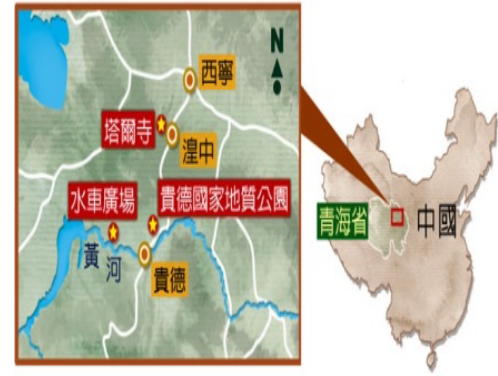 N
西寧
塔爾寺
湟中
水車廣場
貴德國家地質公園
黃河
貴德
青海省
中國